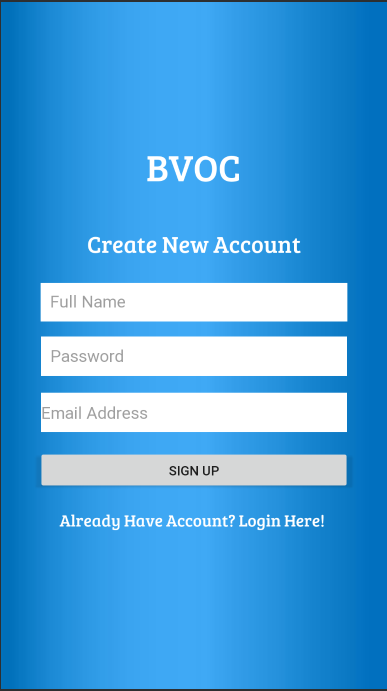 BVOC
Create New Account
Full Name
Password
Email Address
SIGN UP
Already Have Account? Login Here!